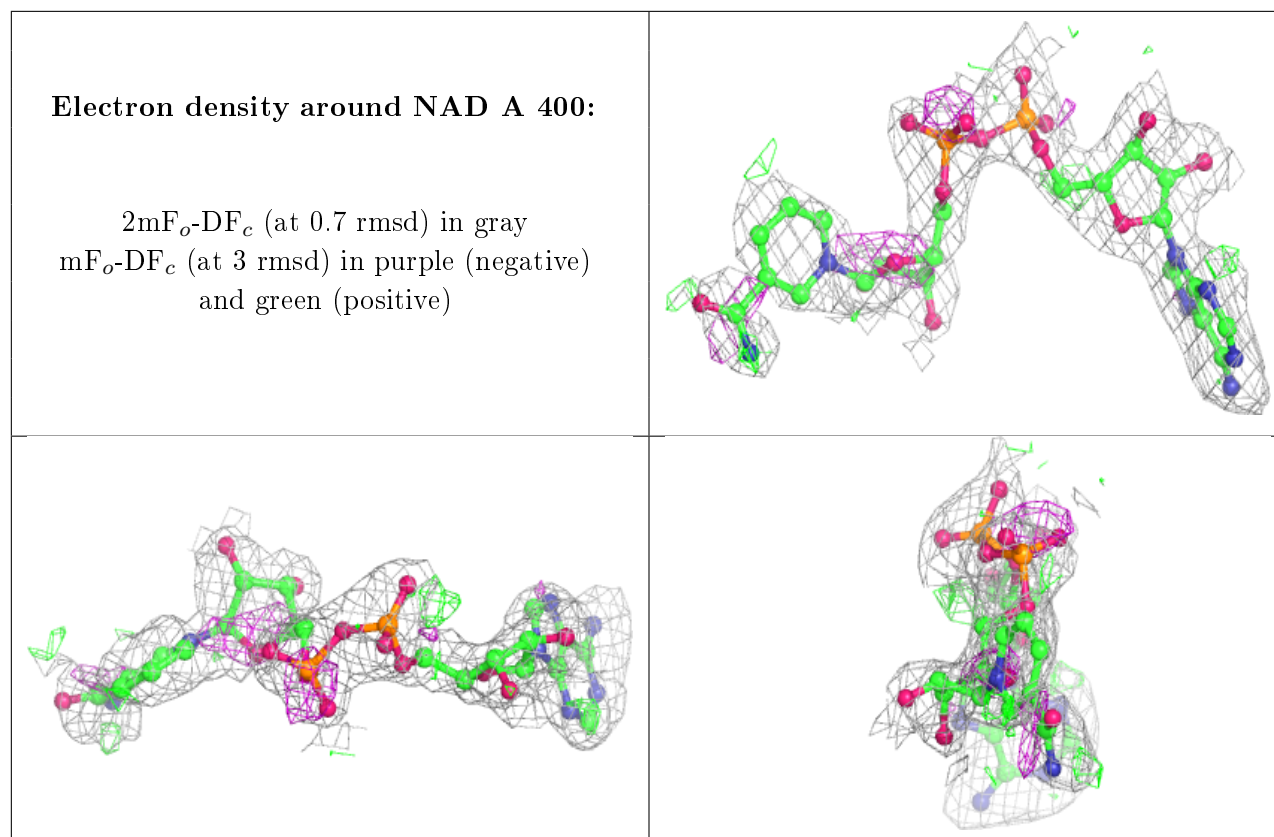 Electron density around NAD A 400:
2mFo-DFc (at 0.7 rmsd) in gray
mFo-DFc (at 3 rmsd) in purple (negative)
and green (positive)